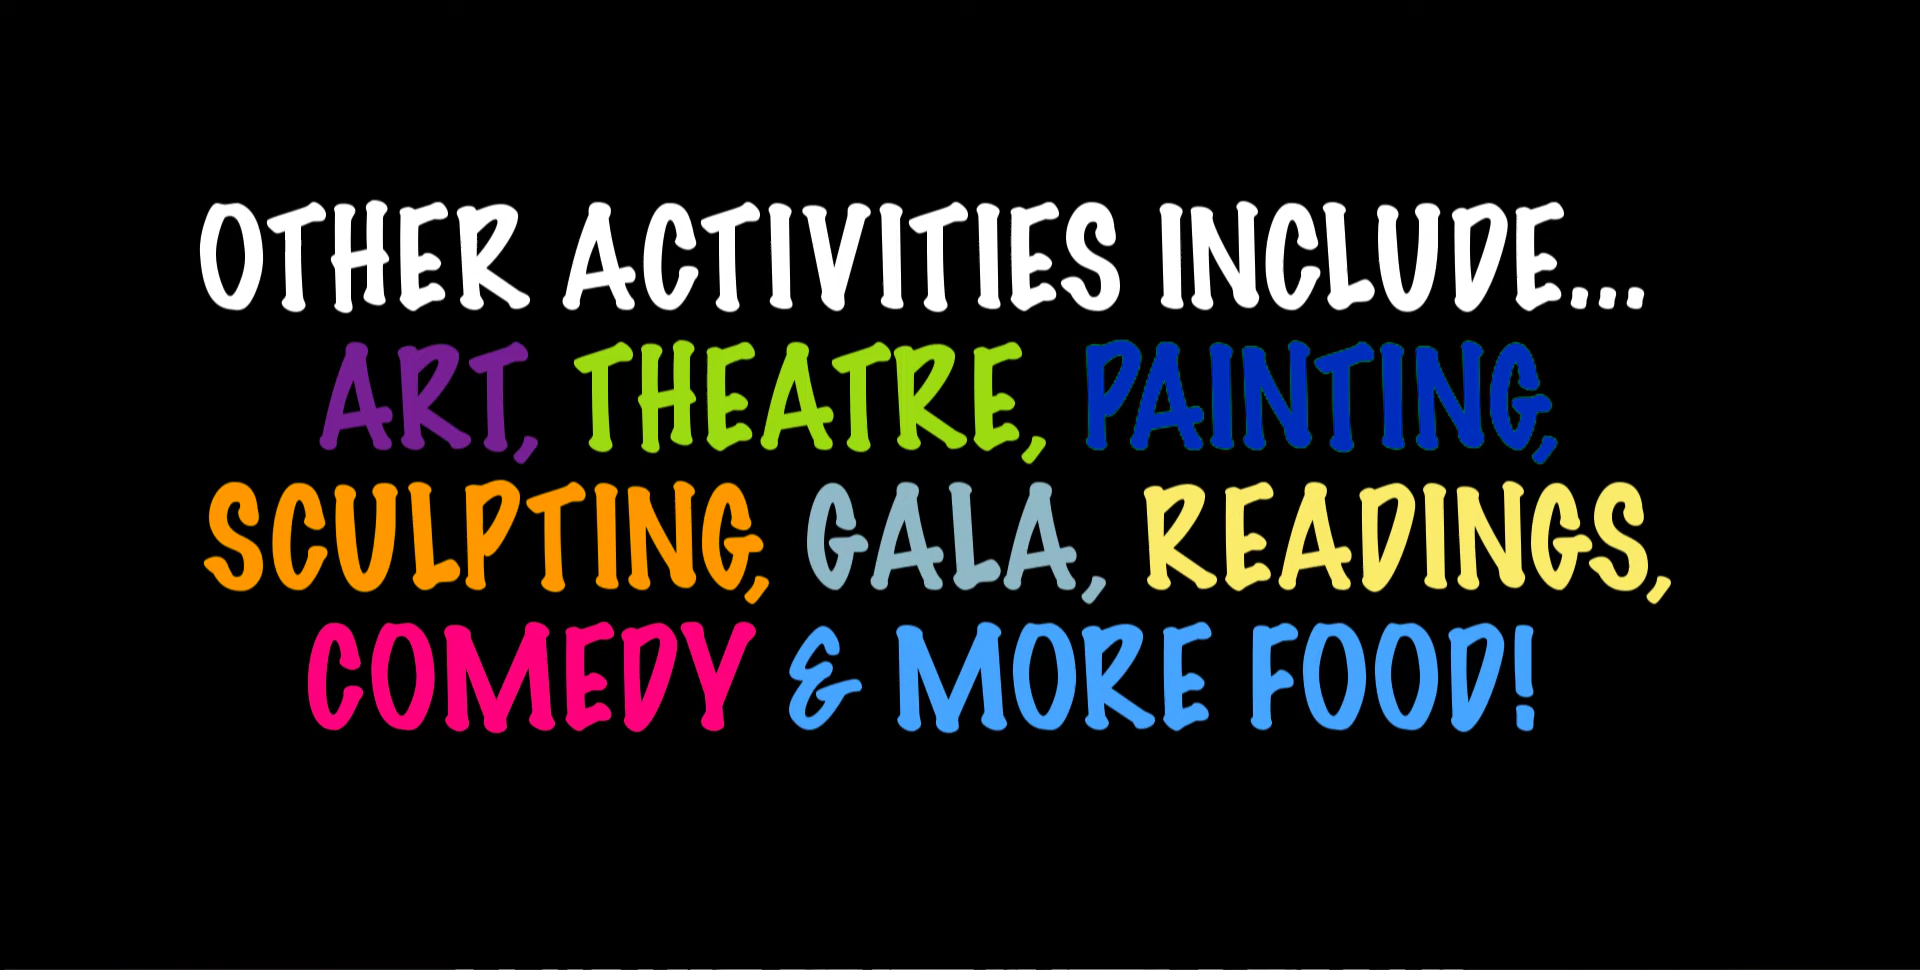 OTHER ACTIVITIES INCLUDE...
ART, THEATRE, PAINTING,
SCULPTING, GALA, READINGS,
COMEDY & MORE FOOD!